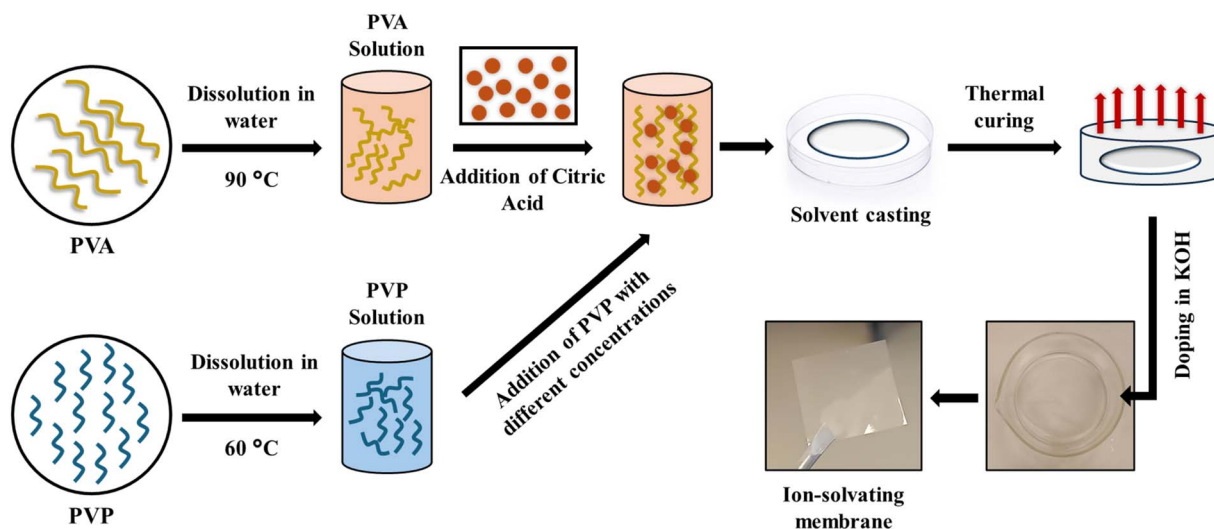 PVA
Solution
Dissolution in
water
90 °C
PVA
Addition of Citric
Acid
Solvent casting
Thermal
curing
PVP
Solution
Dissolution in
water
60 °C
PVP
Addition of PVP with
different concentrations
Doping in KOH
Ion-solvating
membrane